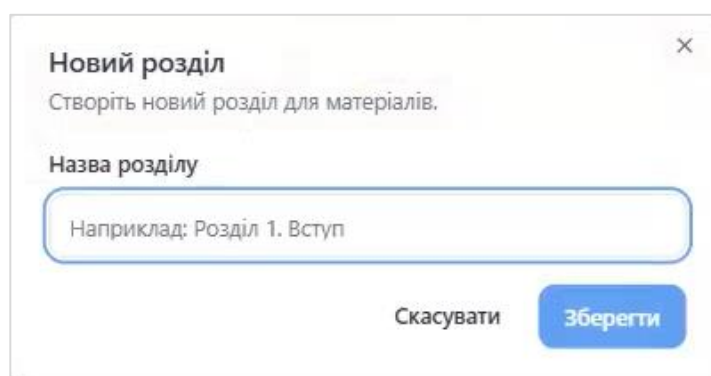 Новий розділ
Створіть новий розділ для матеріалів.
Назва розділу
Наприклад: Розділ 1. Вступ
Скасувати Зберегти